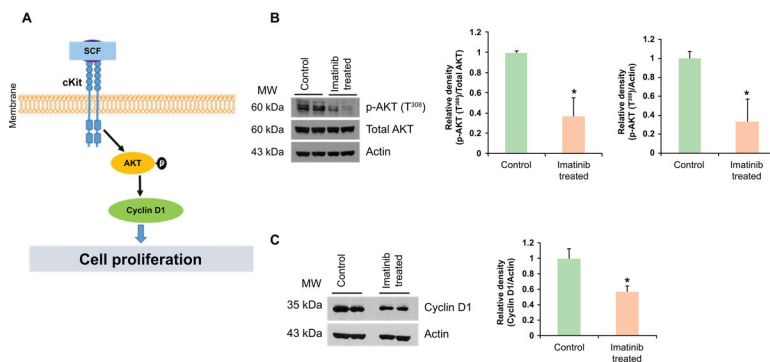 A
SCF
cKit
Membrane
AKT
P
Cyclin D1
Cell proliferation
B
Control
Imatinib
treated
MW
60 kDa
p-AKT (T308)
60 kDa
Total AKT
43 kDa
Actin
Relative density
(p-AKT (T308)/Total AKT)
1.2
1
0.8
0.6
0.4
0.2
0
*
Control
Imatinib
treated
Relative density
(p-AKT (T308)/Actin)
1.2
1
0.8
0.6
0.4
0.2
0
*
Control
Imatinib
treated
C
Control
Imatinib
treated
MW
35 kDa
Cyclin D1
43 kDa
Actin
Relative density
(Cyclin D1/Actin)
1.2
1
0.8
0.6
0.4
0.2
0
*
Control
Imatinib
treated